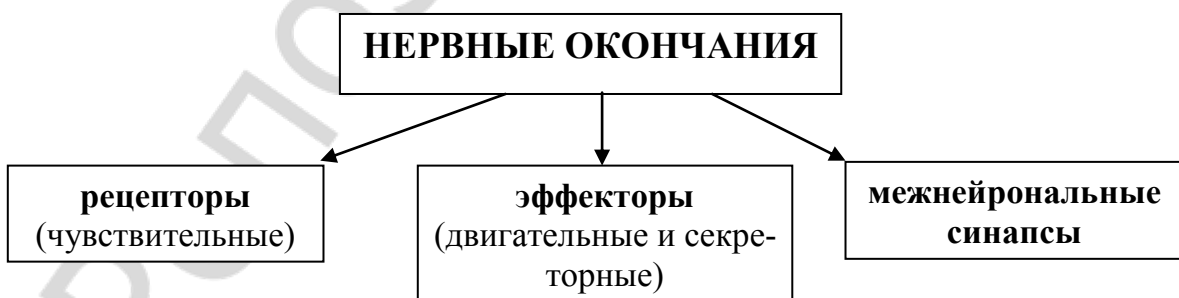 НЕРВНЫЕ ОКОНЧАНИЯ
рецепторы
(чувствительные)
эффекторы
(двигательные и секре-
торные)
межнейрональные
синапсы